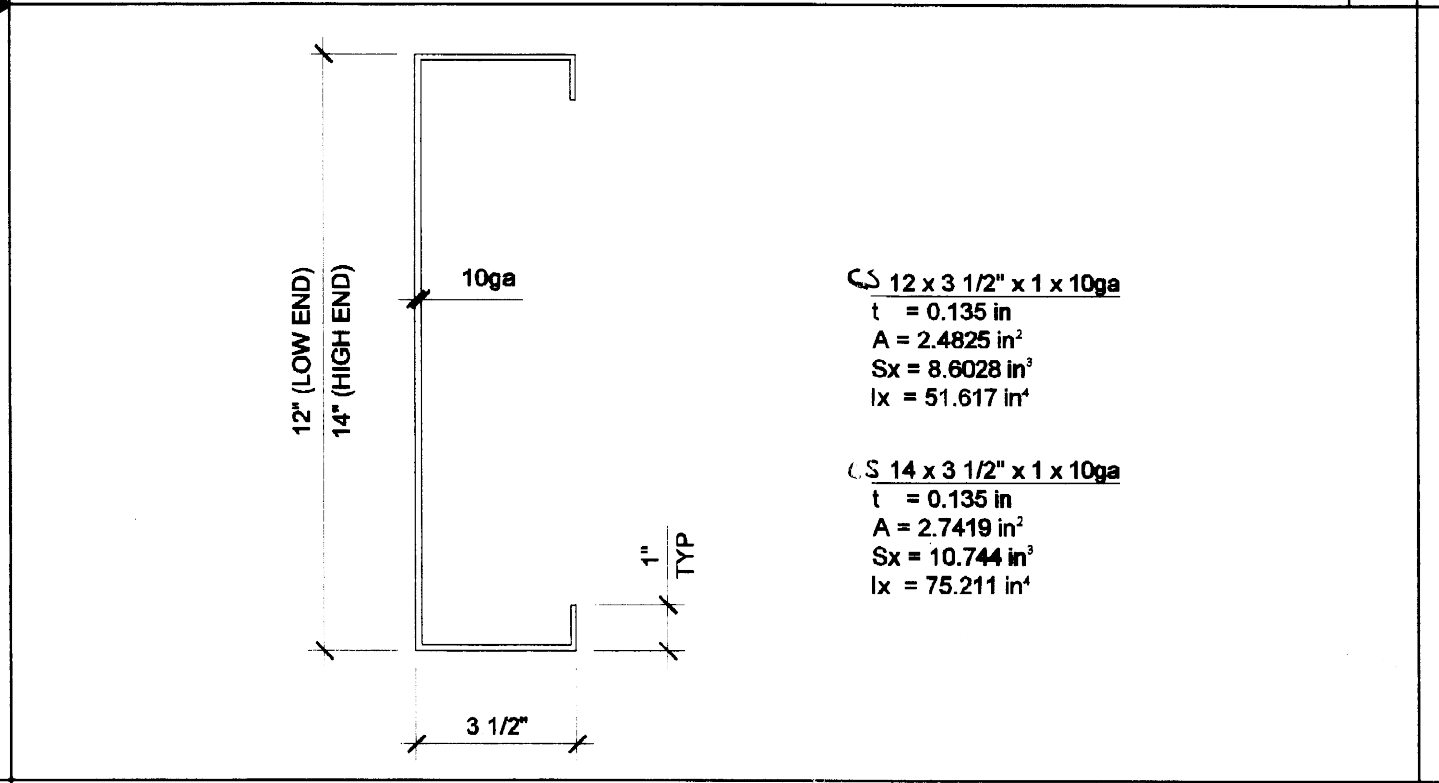 12" (LOW END)
14" (HIGH END)
10ga
1"
TYP
3 1/2"
CS 12 x 3 1/2" x 1 x 10ga
t = 0.135 in
A = 2.4825 in²
Sx = 8.6028 in³
Ix = 51.617 in⁴
CS 14 x 3 1/2" x 1 x 10ga
t = 0.135 in
A = 2.7419 in²
Sx = 10.744 in³
Ix = 75.211 in⁴